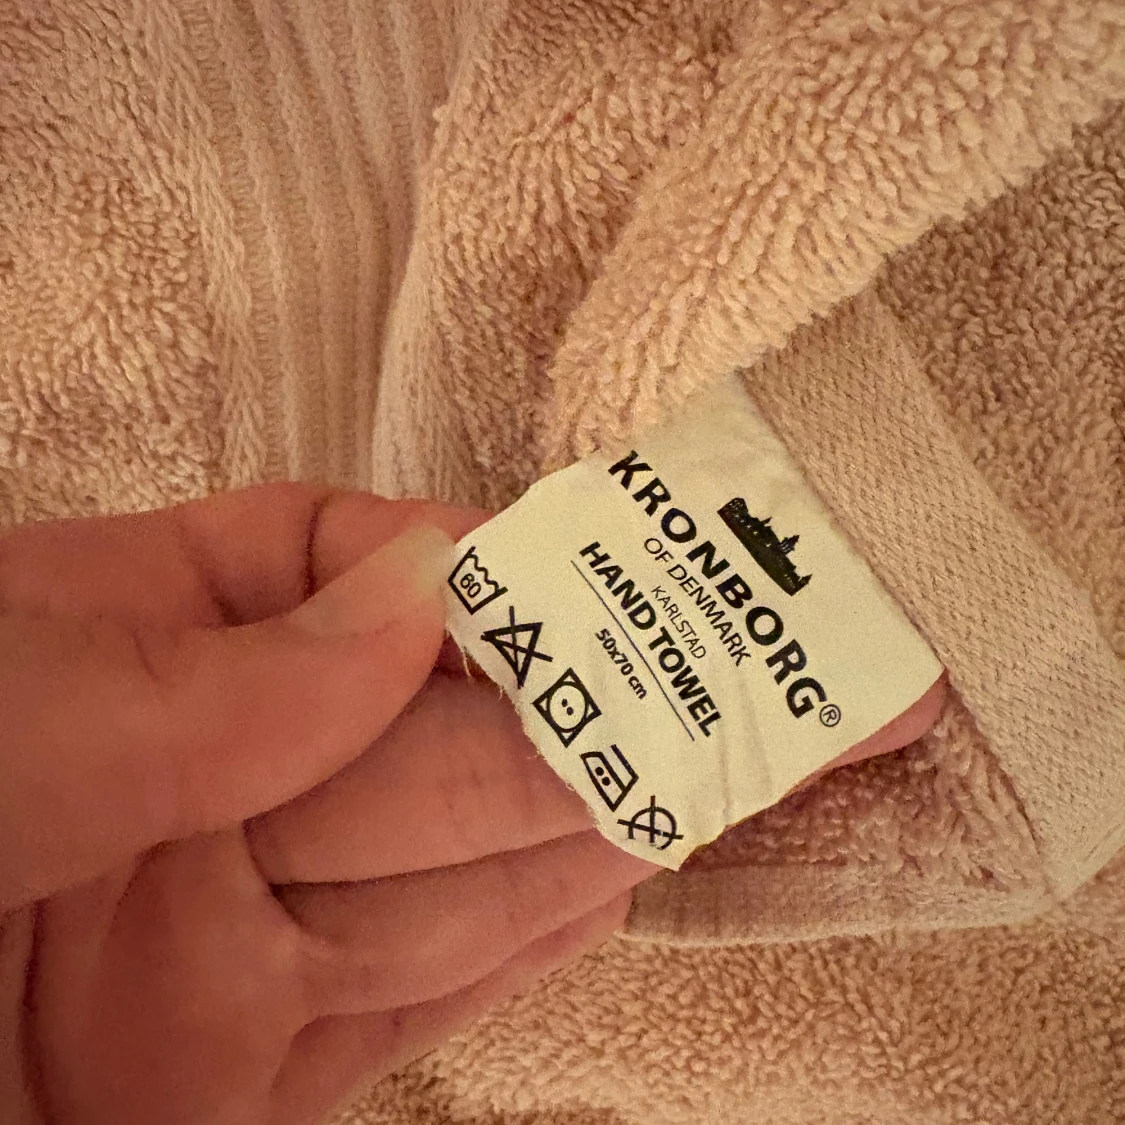 KRONBORG®
OF DENMARK
KARLSTAD
HAND TOWEL
50x70 cm
60